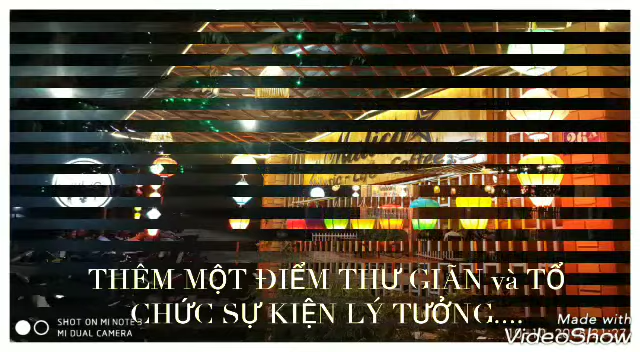 Coffee
THÊM MỘT ĐIỂM THƯ GIÃN và TỔ
CHỨC SỰ KIỆN LÝ TƯỞNG....
SHOT ON MI NOTE 3
MI DUAL CAMERA
Made with
VideoShow